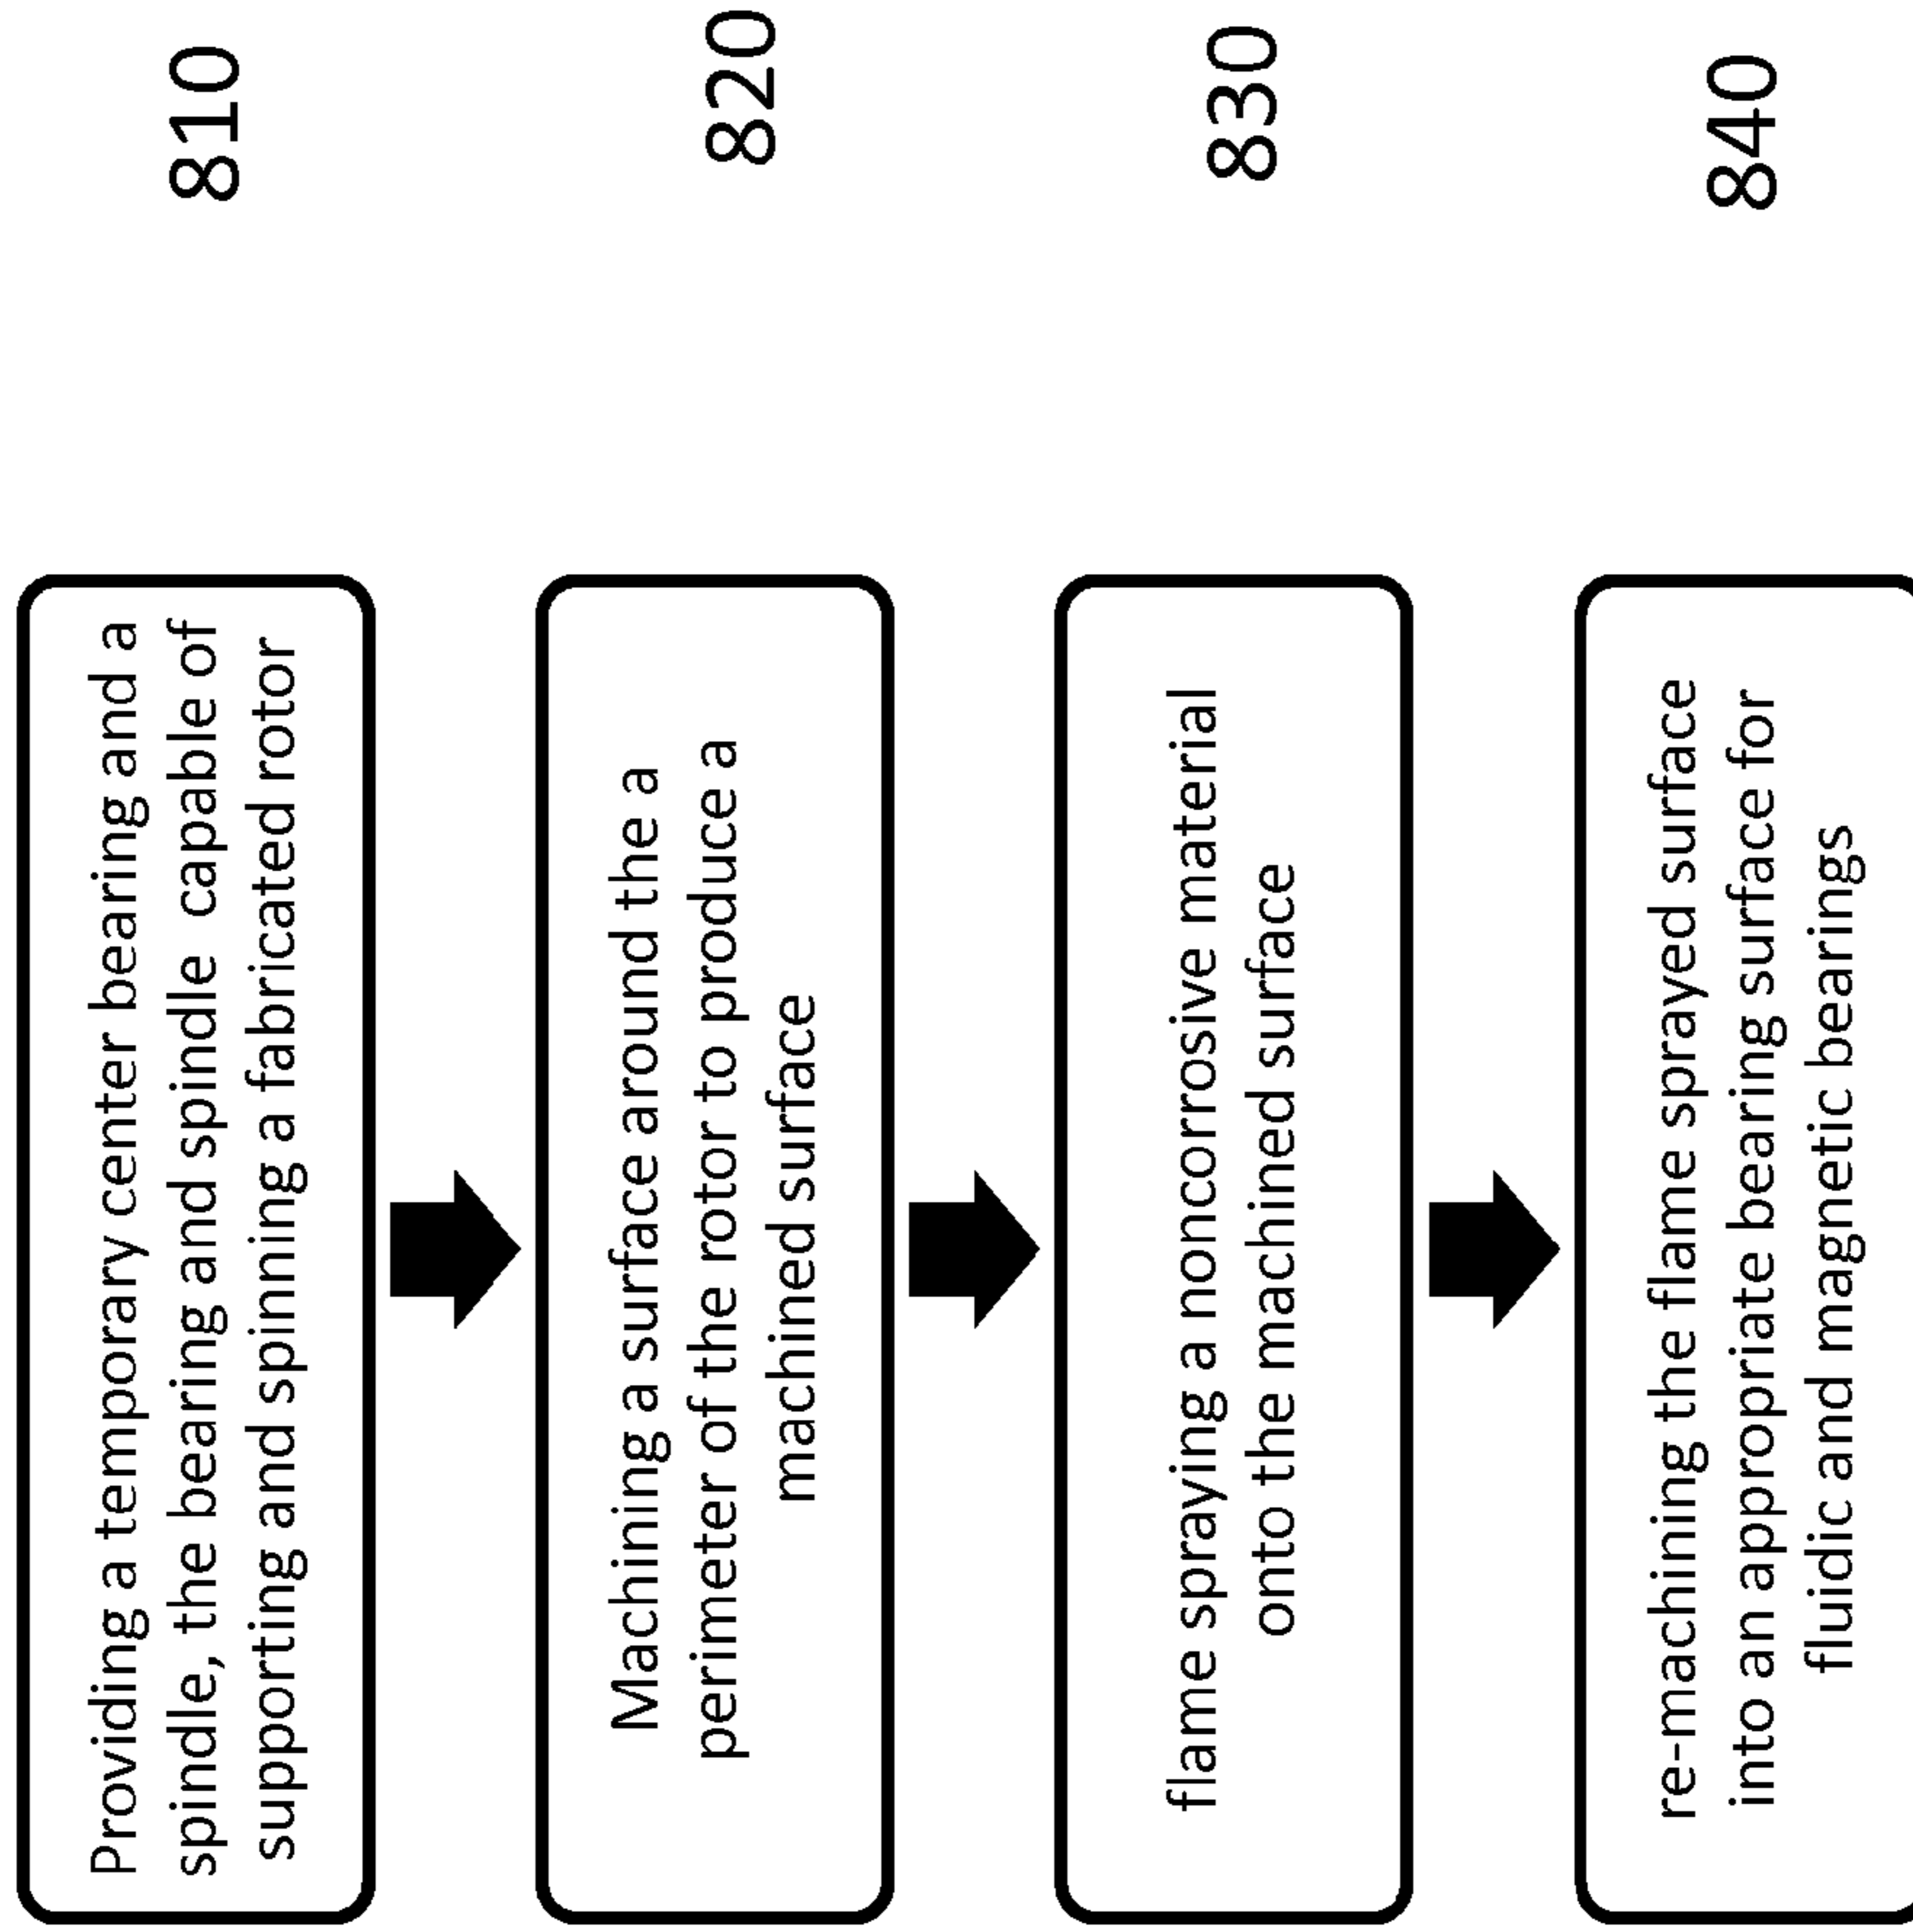 Providing a temporary center bearing and a
spindle, the bearing and spindle capable of
supporting and spinning a fabricated rotor
810
Machining a surface around the a
perimeter of the rotor to produce a
machined surface
820
flame spraying a noncorrosive material
onto the machined surface
830
re-machining the flame sprayed surface
into an appropriate bearing surface for
fluidic and magnetic bearings
840